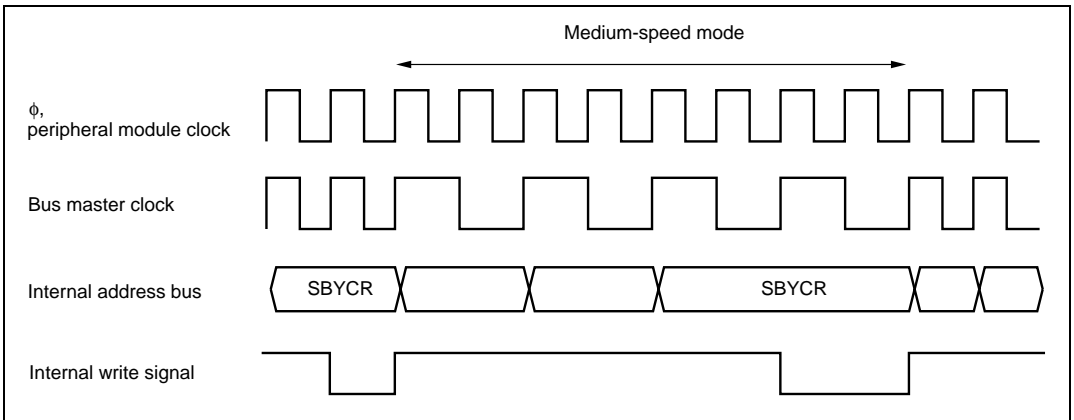 Medium-speed mode
ϕ,
peripheral module clock
Bus master clock
Internal address bus
SBYCR
SBYCR
Internal write signal